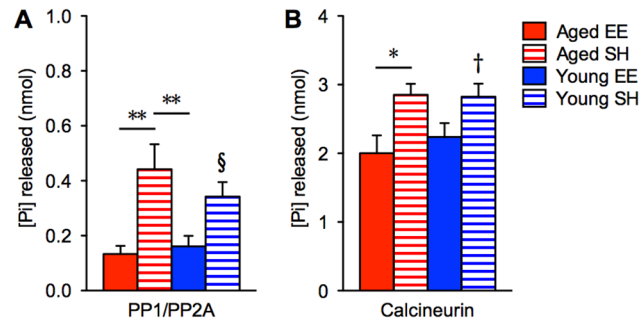 A
B
[Pi] released (nmol)
1.0
0.8
0.6
0.4
0.2
0.0
**
**
§
PP1/PP2A
[Pi] released (nmol)
4
3
2
1
0
*
†
Calcineurin
Aged EE
Aged SH
Young EE
Young SH